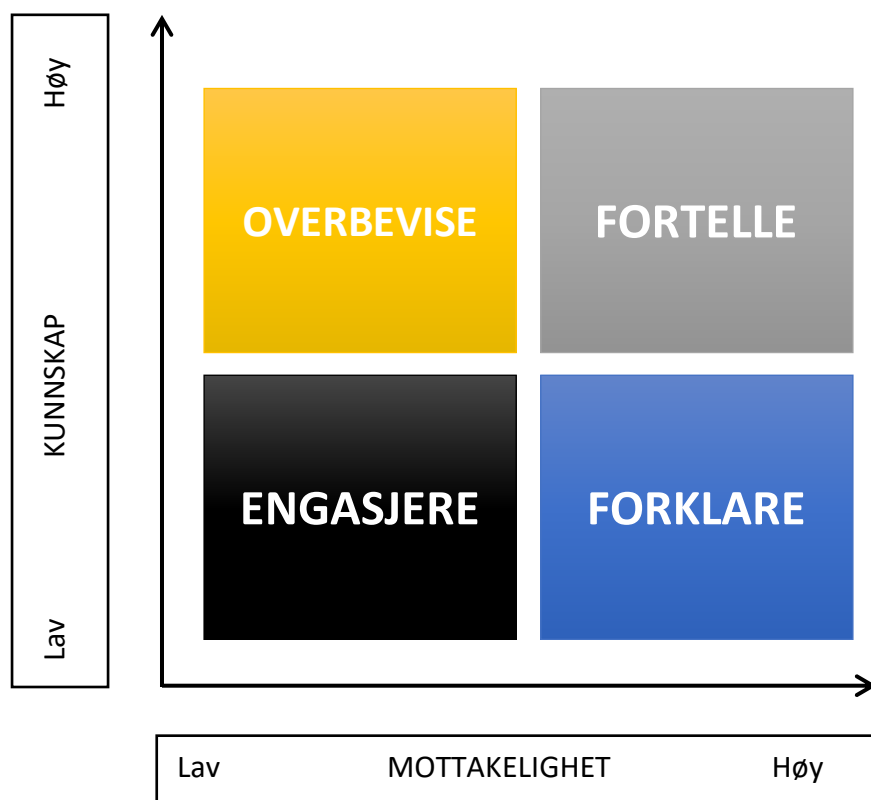 Høy
KUNNSKAP
Lav
OVERBEVISE
FORTELLE
ENGASJERE
FORKLARE
Lav MOTTAKELIGHET Høy